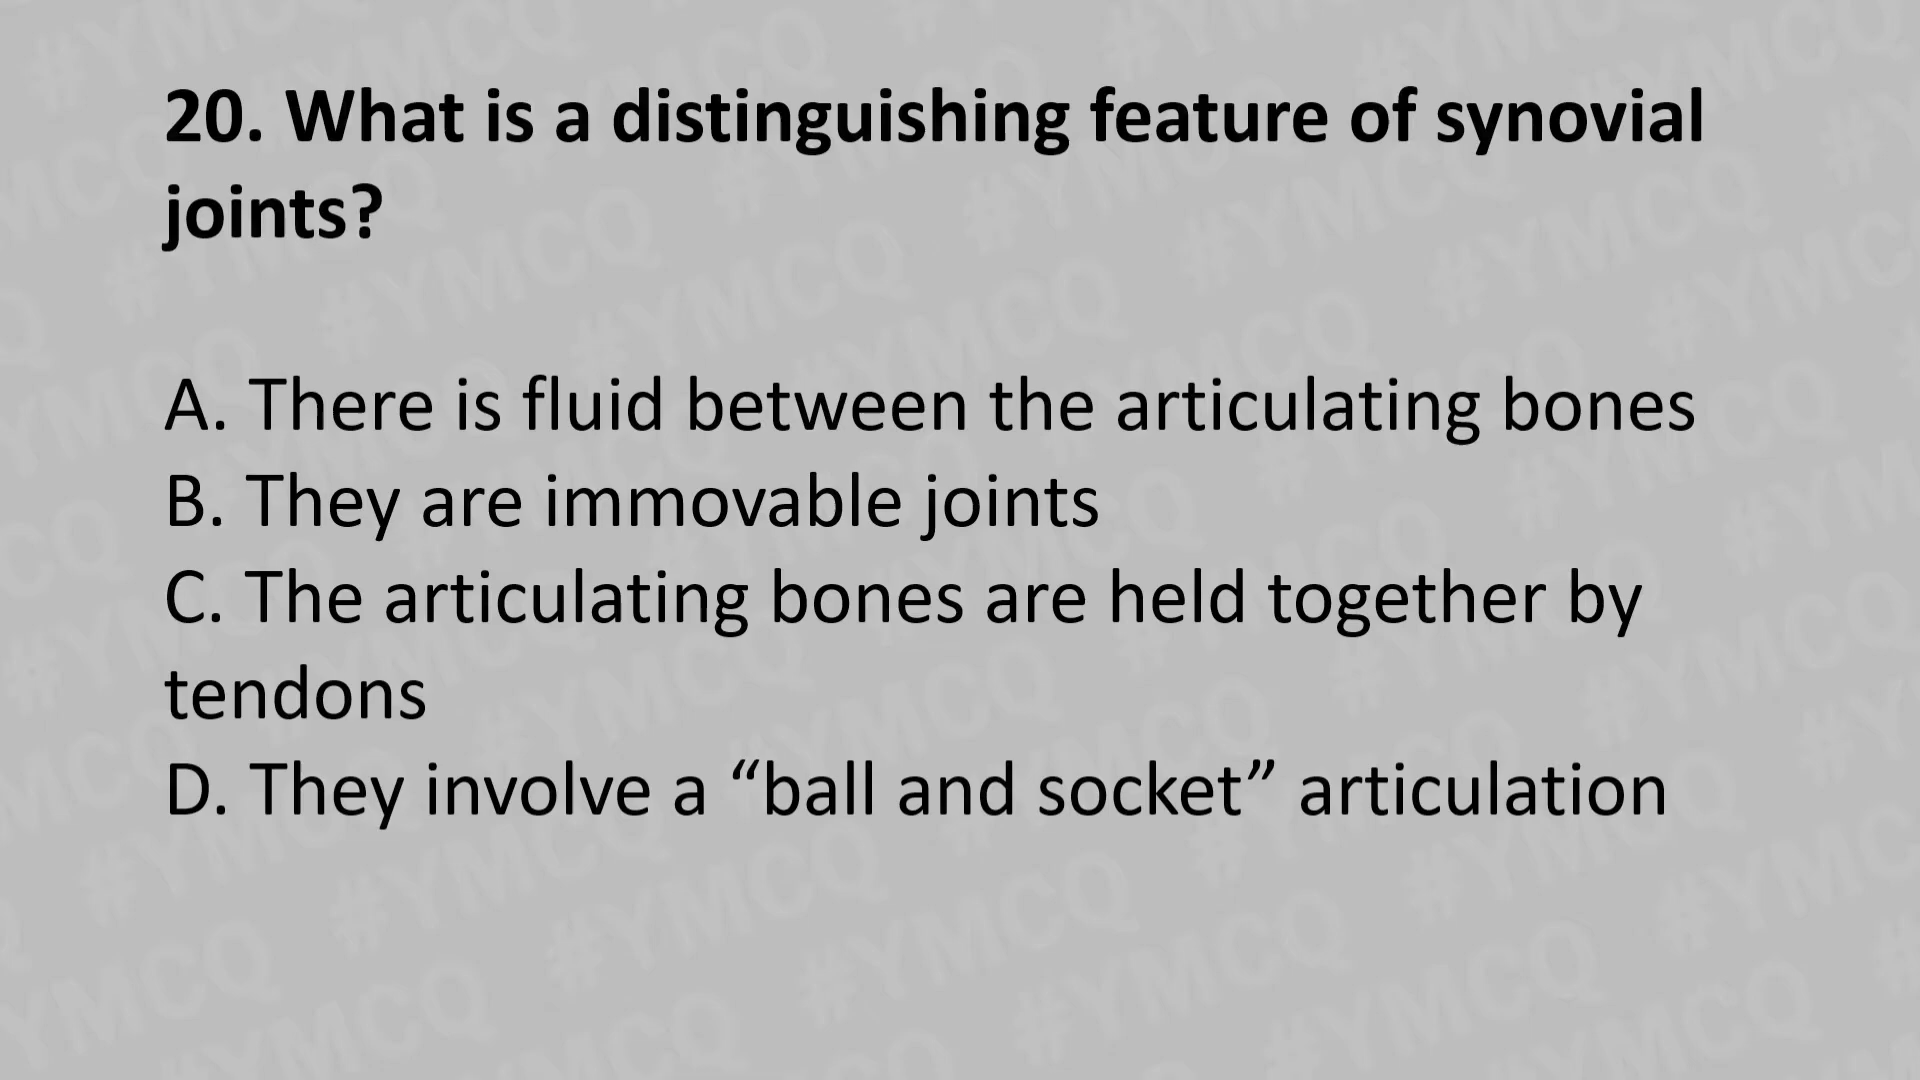 20. What is a distinguishing feature of synovial
joints?
A. There is fluid between the articulating bones
B. They are immovable joints
C. The articulating bones are held together by
tendons
D. They involve a “ball and socket” articulation
#YMCQ